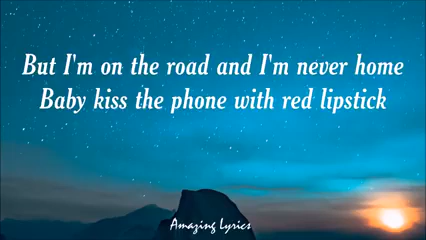 But I'm on the road and I'm never home
Baby kiss the phone with red lipstick
Amazing Lyrics